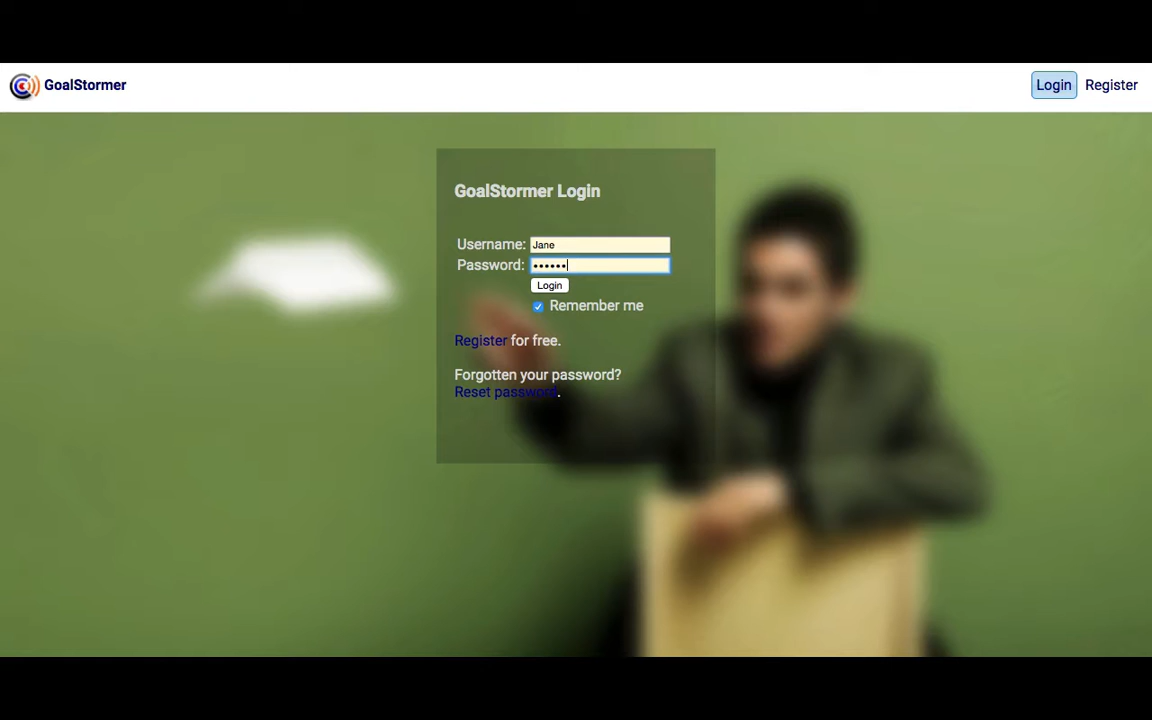 GoalStormer
Login Register
GoalStormer Login
Username: Jane
Password: ••••••
Login
Remember me
Register for free.
Forgotten your password?
Reset password.